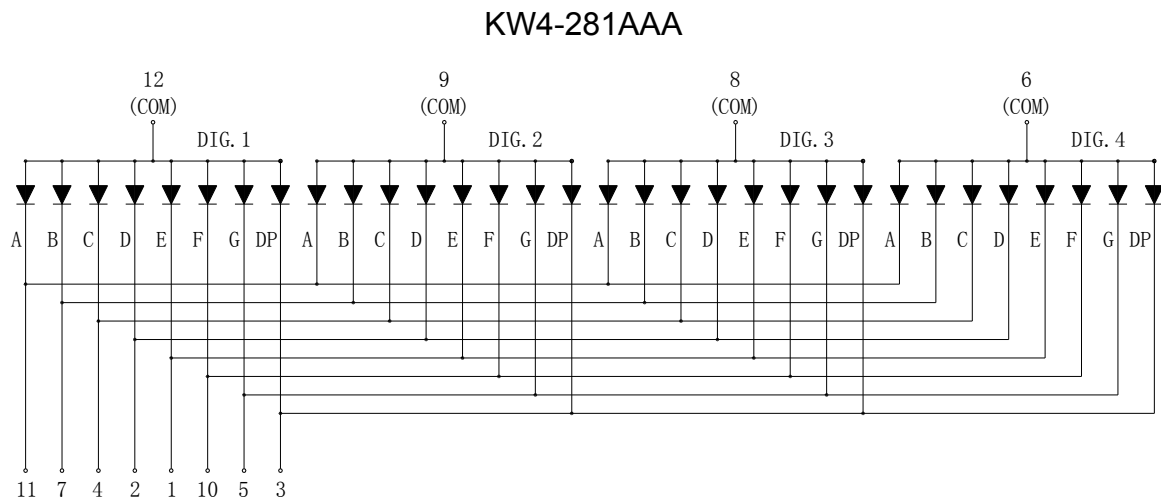 KW4-281AAA
12 9 8 6
(COM) (COM) (COM) (COM)
DIG. 1 DIG. 2 DIG. 3 DIG. 4
A B C D E F G DP A B C D E F G DP A B C D E F G DP A B C D E F G DP
11 7 4 2 1 10 5 3